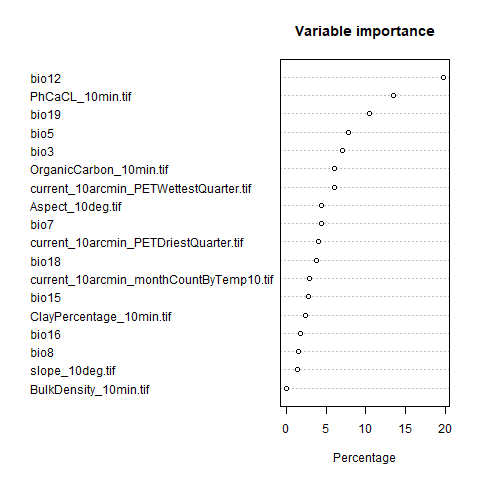 Variable importance
bio12
PhCaCL_10min.tif
bio19
bio5
bio3
OrganicCarbon_10min.tif
current_10arcmin_PETWettestQuarter.tif
Aspect_10deg.tif
bio7
current_10arcmin_PETDriestQuarter.tif
bio18
current_10arcmin_monthCountByTemp10.tif
bio15
ClayPercentage_10min.tif
bio16
bio8
slope_10deg.tif
BulkDensity_10min.tif
0 5 10 15 20
Percentage